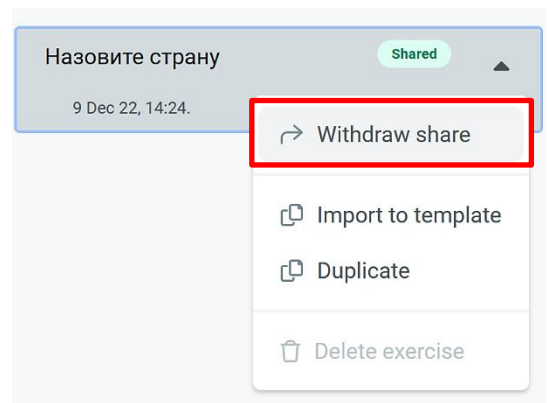 Назовите страну
Shared
9 Dec 22, 14:24.
Withdraw share
Import to template
Duplicate
Delete exercise